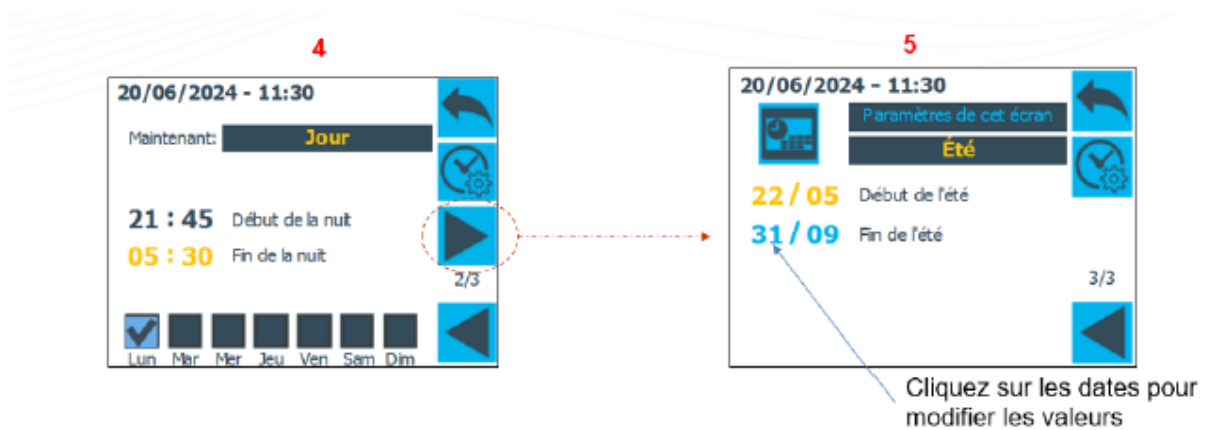 4
20/06/2024 - 11:30
Maintenant: Jour
21 : 45 Début de la nuit
05 : 30 Fin de la nuit
2/3
Lun Mar Mer Jeu Ven Sam Dim
5
20/06/2024 - 11:30
Paramètres de cet écran
Été
22 / 05 Début de l'été
31 / 09 Fin de l'été
3/3
Cliquez sur les dates pour
modifier les valeurs